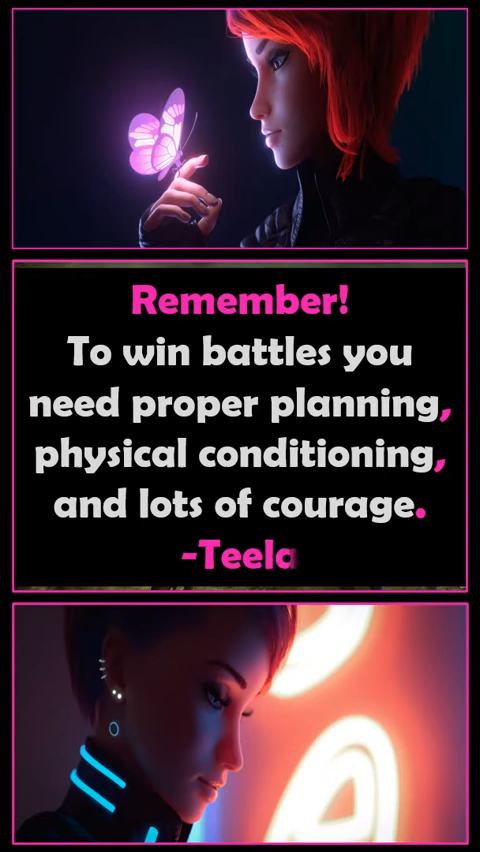 Remember!
To win battles you
need proper planning,
physical conditioning,
and lots of courage.
-Teela